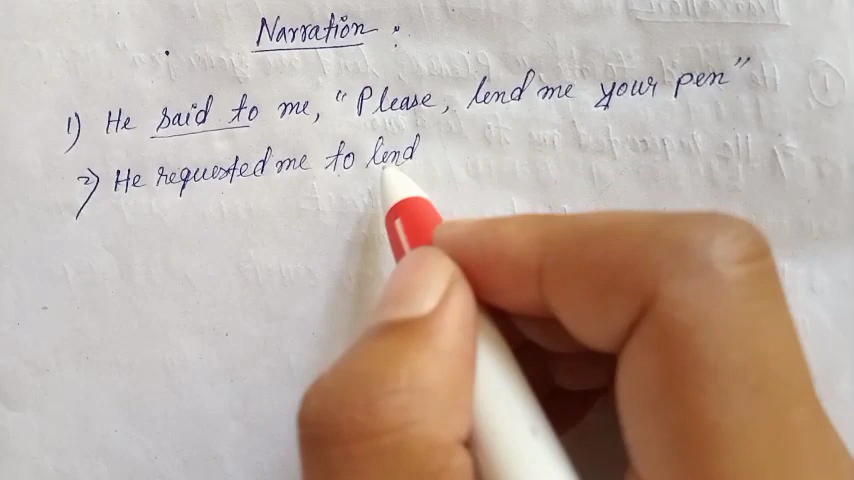 Narration :
1) He said to me, "Please, lend me your pen"
2) He requested me to lend